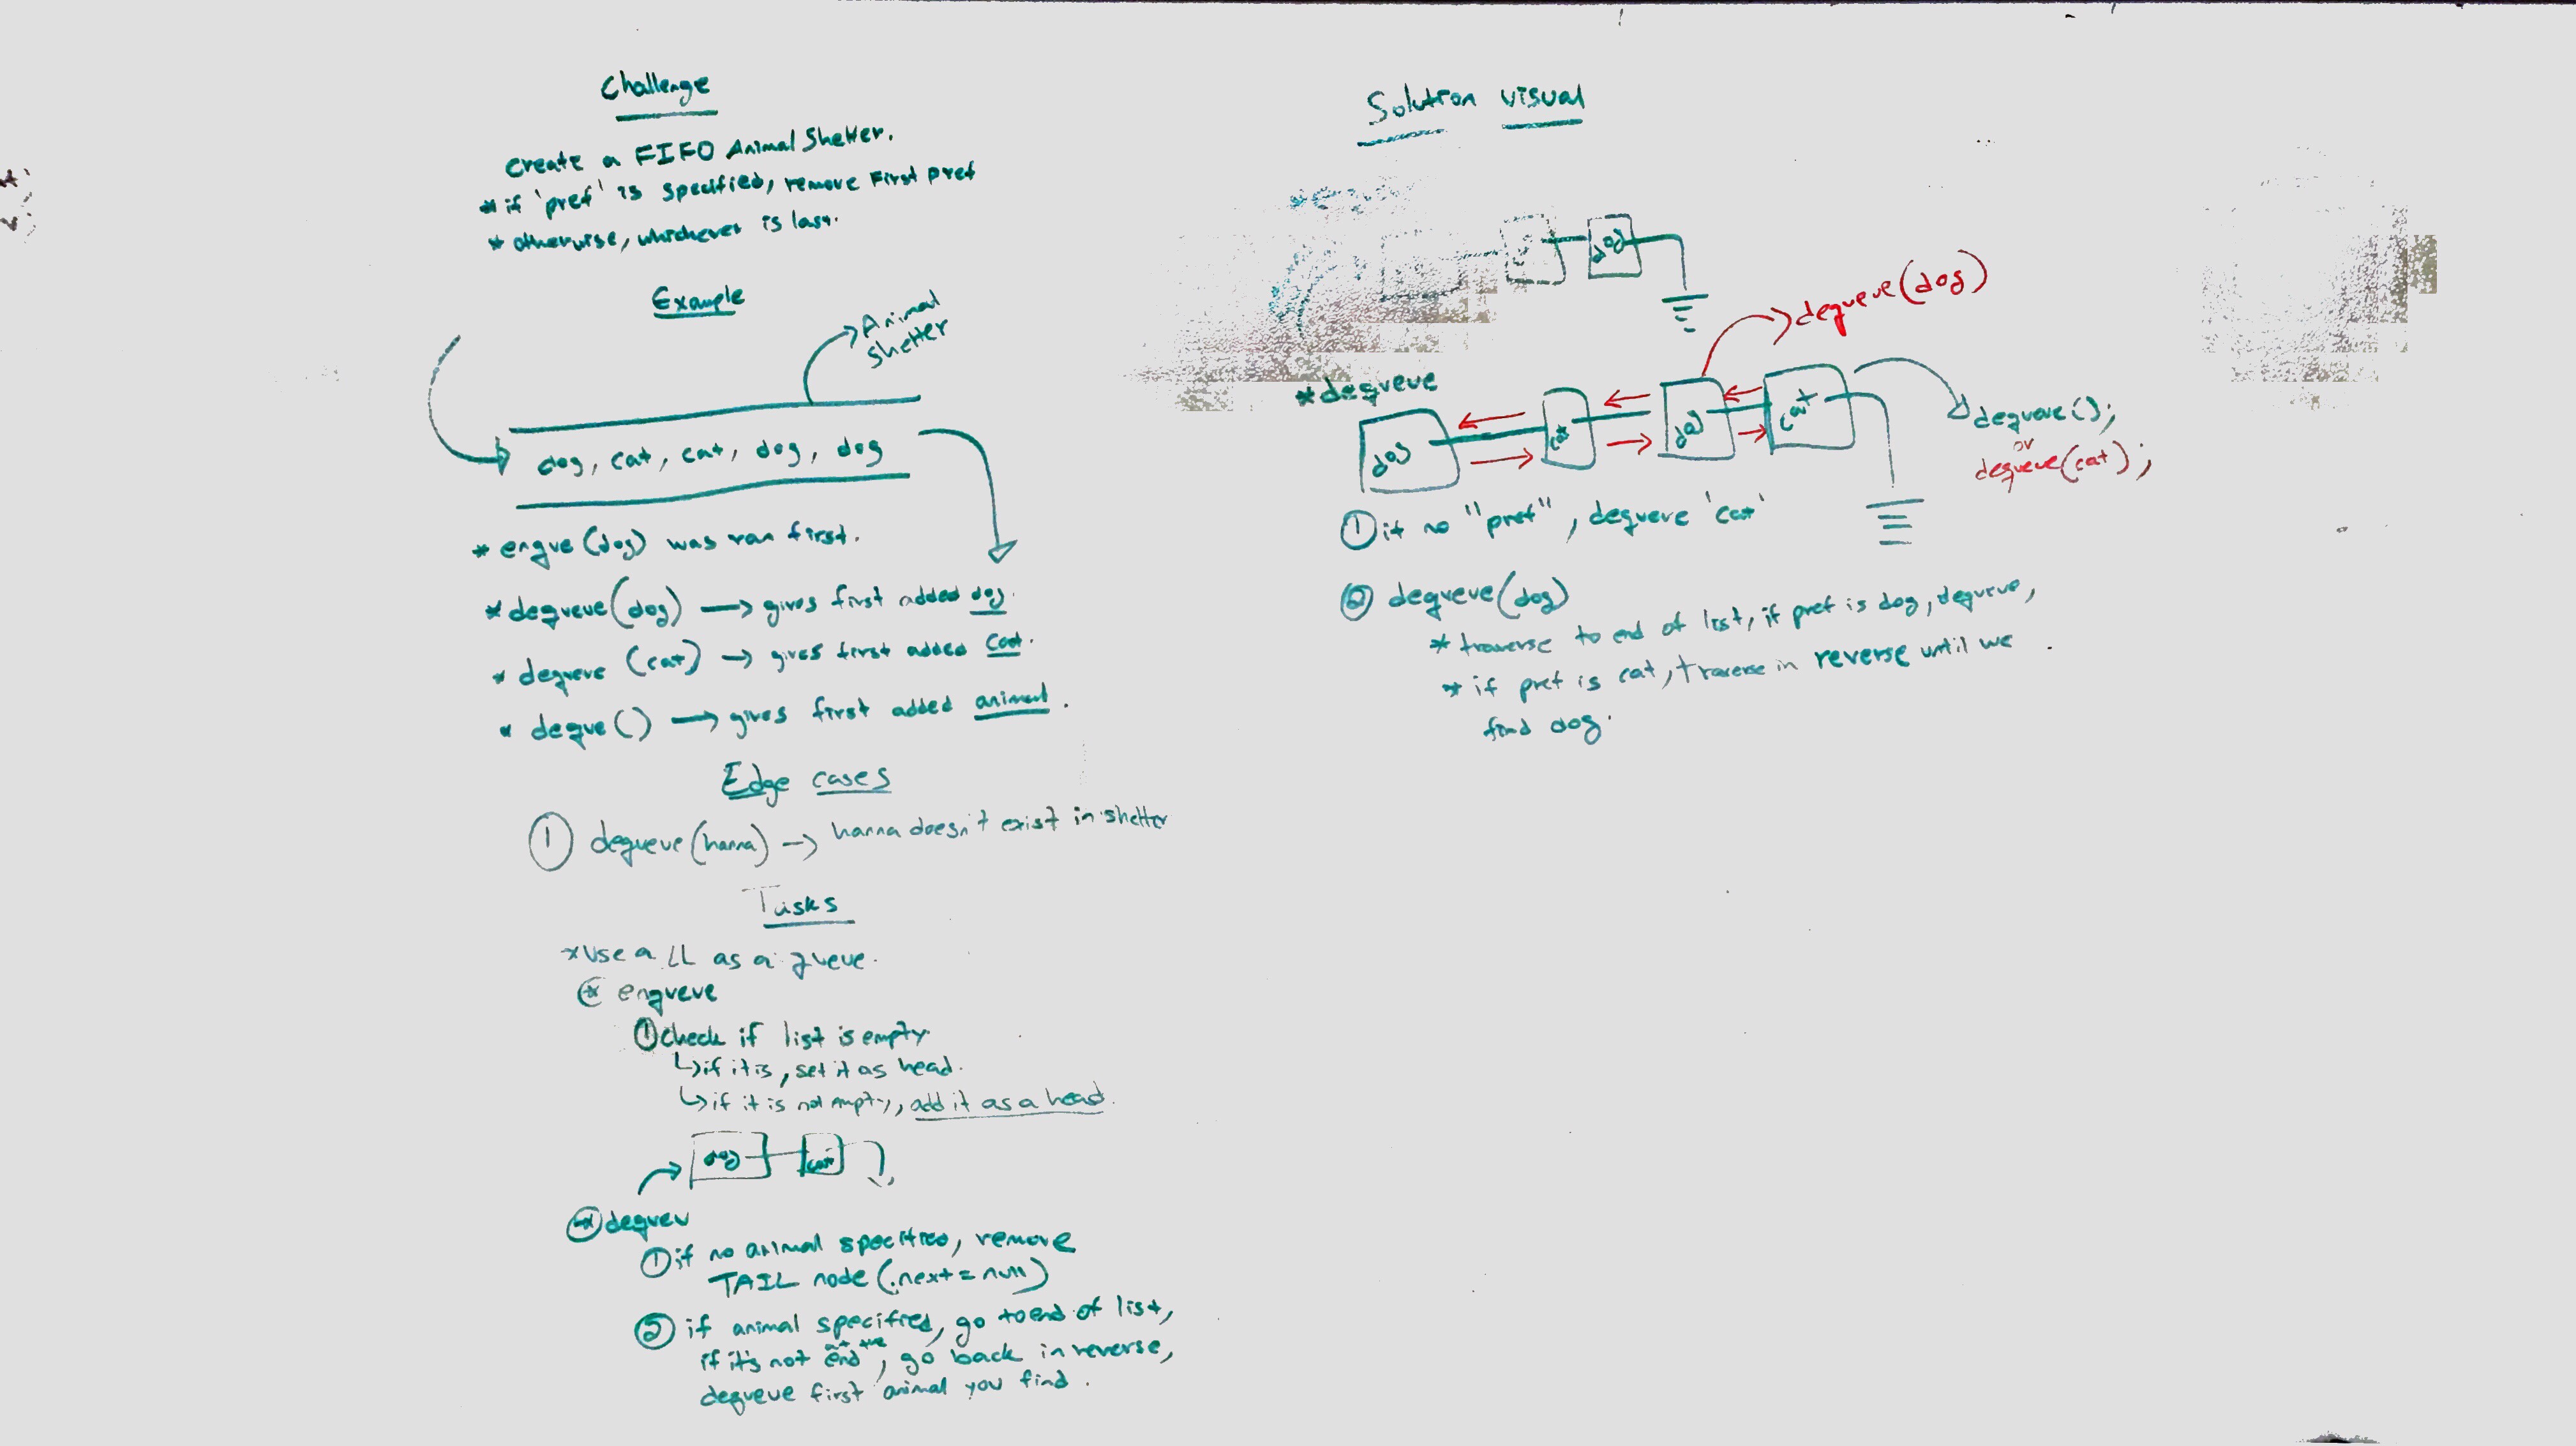 Challenge
Create a FIFO Animal Shelter.
* if 'pref' is specified, remove First pref
* otherwise, whichever is last.
Example
Animal
Shelter
dog, cat, cat, dog, dog
* enque (dog) was ran first.
* dequeue (dog) → gives first added dog.
* dequeue (cat) → gives first added cat.
* deque () → gives first added animal.
Edge cases
① dequeue (hanna) → hanna doesn't exist in shelter
Tasks
* Use a LL as a queue.
* enqueue
① check if list is empty
↳ if it is, set it as head.
↳ if it is not empty, add it as a head.
dog cat
* dequeu
① if no animal specified, remove
TAIL node (.next = null)
② if animal specified, go to end of list,
if it's not at the end, go back in reverse,
dequeue first animal you find.
Solution visual
dog
dequeue (dog)
* dequeue
dog cat dog cat
dequeue ();
or
dequeue (cat);
① if no "pref", dequeue 'cat'
② dequeue (dog)
* traverse to end of list, if pref is dog, dequeue,
* if pref is cat, traverse in reverse until we
find dog.